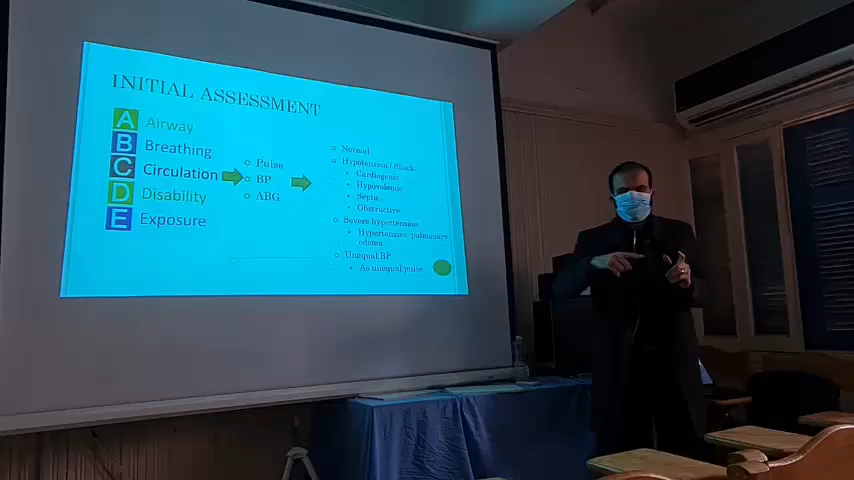 INITIAL ASSESSMENT
A Airway
B Breathing
C Circulation
D Disability
E Exposure
Pulse
BP
ABG
Normal
Hypotension / Shock
Cardiogenic
Hypovolemic
Septic
Obstructive
Severe hypertension
Hypertensive pulmonary
edema
Unequal BP
As unequal pulse